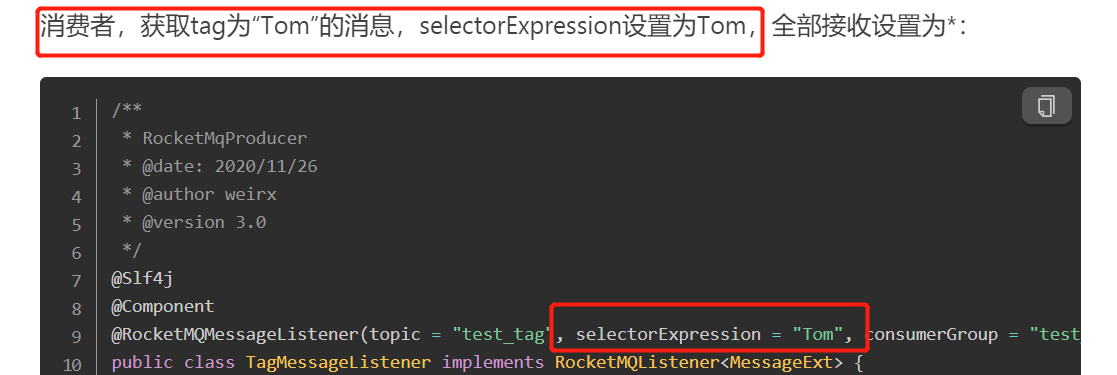 消费者，获取tag为“Tom”的消息，selectorExpression设置为Tom，全部接收设置为*：
1 /**
2 * RocketMqProducer
3 * @date: 2020/11/26
4 * @author weirx
5 * @version 3.0
6 */
7 @Slf4j
8 @Component
9 @RocketMQMessageListener(topic = "test_tag", selectorExpression = "Tom", consumerGroup = "test_
10 public class TagMessageListener implements RocketMQListener<MessageExt> {